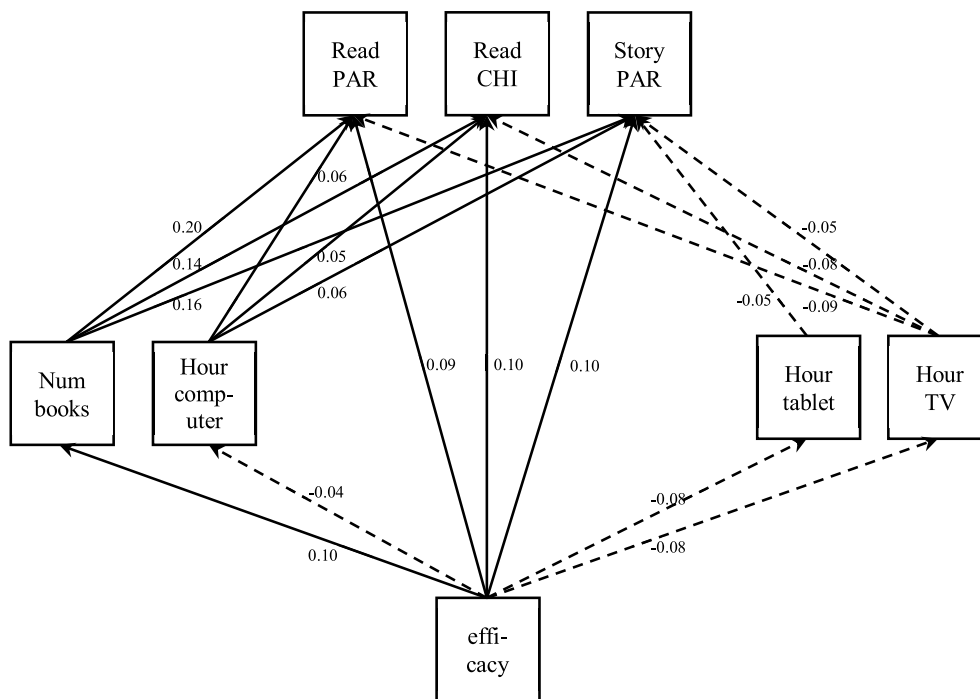 Read
PAR
Read
CHI
Story
PAR
0.06
0.20
-0.05
0.14
0.05
-0.08
0.16
0.06
-0.05
-0.09
Num
books
Hour
comp-
uter
0.09
0.10
0.10
Hour
tablet
Hour
TV
-0.04
-0.08
0.10
-0.08
effi-
cacy